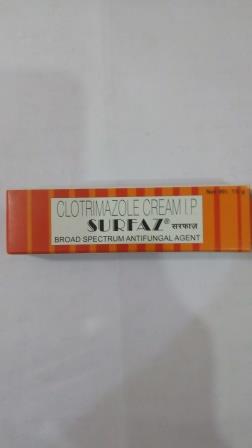 CLOTRIMAZOLE CREAM I.P
SURFAZ® सरफाज़
BROAD SPECTRUM ANTIFUNGAL AGENT